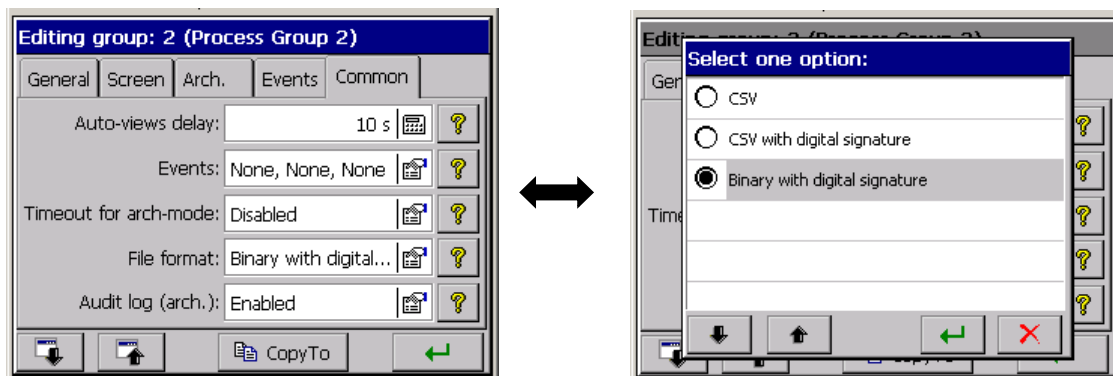 Editing group: 2 (Process Group 2)
General Screen Arch. Events Common
Auto-views delay: 10 s
Events: None, None, None
Timeout for arch-mode: Disabled
File format: Binary with digital...
Audit log (arch.): Enabled
CopyTo
Select one option:
Ger
CSV
CSV with digital signature
Binary with digital signature
Time